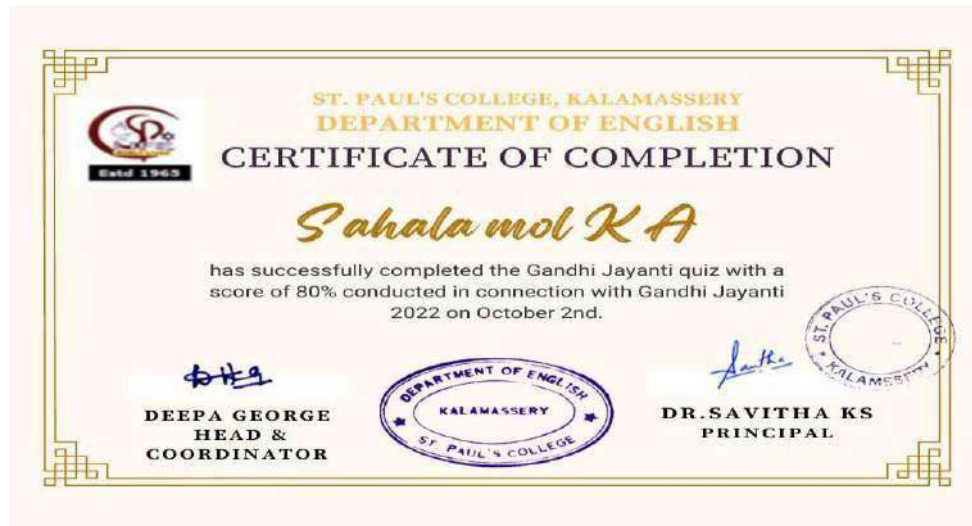 ST. PAUL'S COLLEGE, KALAMASSERY
DEPARTMENT OF ENGLISH
CERTIFICATE OF COMPLETION
Estd 1965
Sahala mol K A
has successfully completed the Gandhi Jayanti quiz with a
score of 80% conducted in connection with Gandhi Jayanti
2022 on October 2nd.
DEEPA GEORGE
HEAD &
COORDINATOR
DEPARTMENT OF ENGLISH
KALAMASSERY
ST. PAUL'S COLLEGE
DR.SAVITHA KS
PRINCIPAL
ST. PAUL'S COLLEGE
KALAMESSERY